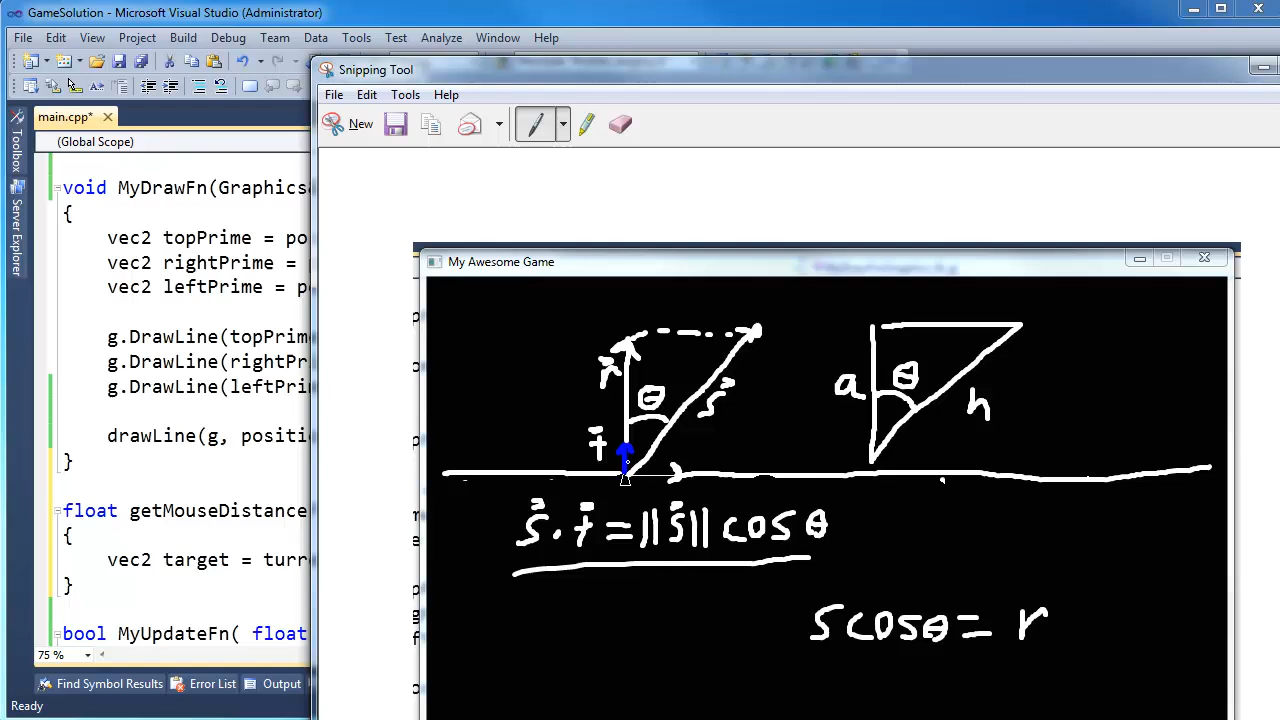 GameSolution - Microsoft Visual Studio (Administrator)
File Edit View Project Build Debug Team Data Tools Test Analyze Window Help
Snipping Tool
File Edit Tools Help
New
main.cpp*
(Global Scope)
Toolbox
Server Explorer
void MyDrawFn(Graphics
{
vec2 topPrime = po
vec2 rightPrime =
vec2 leftPrime = p
g.DrawLine(topPrim
g.DrawLine(rightPr
g.DrawLine(leftPri
drawLine(g, positi
}
float getMouseDistance
{
vec2 target = turr
}
bool MyUpdateFn( float
75 %
Find Symbol Results Error List Output
Ready
My Awesome Game
r⃗ θ s⃗
t̄
a θ h
s̄ · t̄ = ||s̄|| cos θ
s cos θ = r